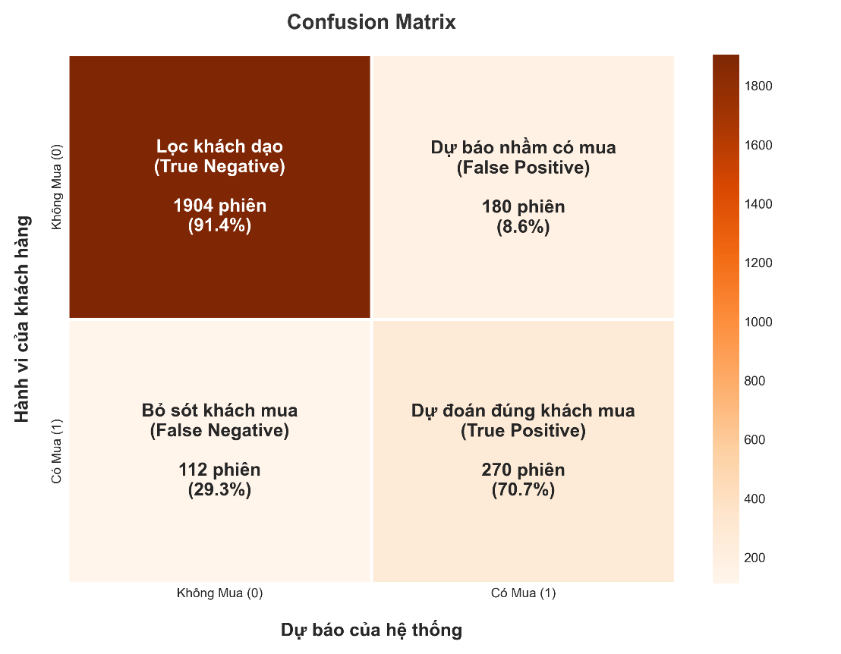 Confusion Matrix
Hành vi của khách hàng
Không Mua (0)
Có Mua (1)
Lọc khách dạo
(True Negative)
1904 phiên
(91.4%)
Dự báo nhầm có mua
(False Positive)
180 phiên
(8.6%)
Bỏ sót khách mua
(False Negative)
112 phiên
(29.3%)
Dự đoán đúng khách mua
(True Positive)
270 phiên
(70.7%)
Không Mua (0)
Có Mua (1)
Dự báo của hệ thống
1800
1600
1400
1200
1000
800
600
400
200